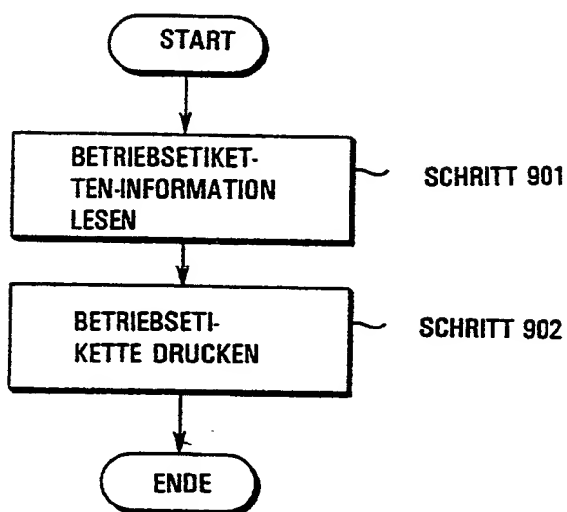 START
BETRIEBSETIKET-
TEN-INFORMATION
LESEN
SCHRITT 901
BETRIEBSETI-
KETTE DRUCKEN
SCHRITT 902
ENDE